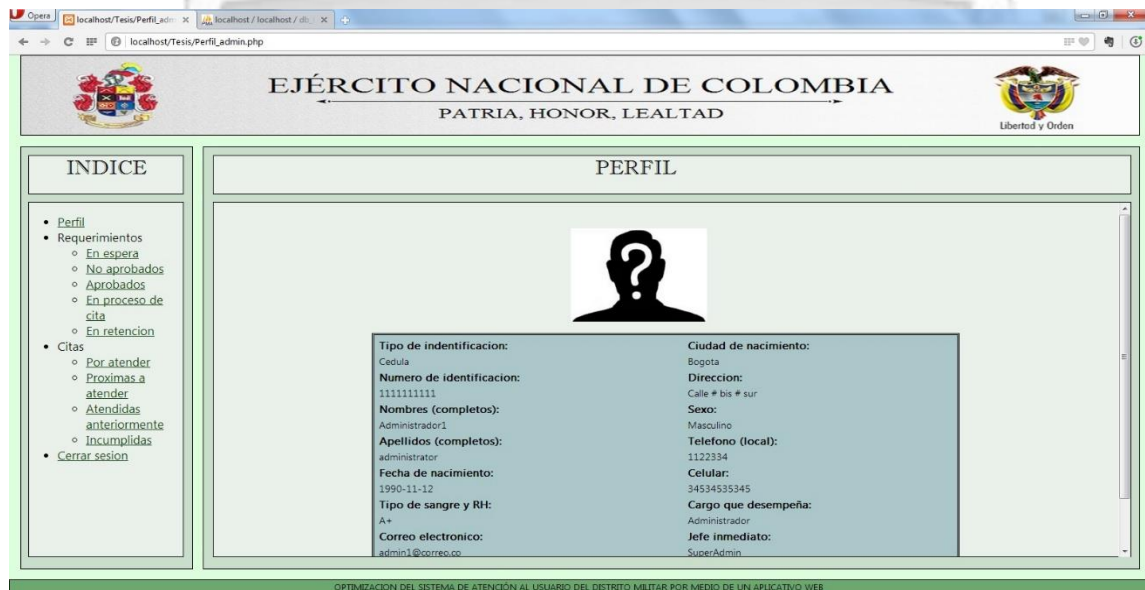 Opera
localhost/Tesis/Perfil_adm
localhost / localhost / db_
localhost/Tesis/Perfil_admin.php
EJÉRCITO NACIONAL DE COLOMBIA
PATRIA, HONOR, LEALTAD
Libertad y Orden
INDICE
Perfil
Requerimientos
En espera
No aprobados
Aprobados
En proceso de
cita
En retencion
Citas
Por atender
Proximas a
atender
Atendidas
anteriormente
Incumplidas
Cerrar sesion
PERFIL
Tipo de indentificacion:
Cedula
Numero de identificacion:
1111111111
Nombres (completos):
Administrador1
Apellidos (completos):
administrator
Fecha de nacimiento:
1990-11-12
Tipo de sangre y RH:
A+
Correo electronico:
admin1@correo.co
Ciudad de nacimiento:
Bogota
Direccion:
Calle # bis # sur
Sexo:
Masculino
Telefono (local):
1122334
Celular:
34534535345
Cargo que desempeña:
Administrador
Jefe inmediato:
SuperAdmin
OPTIMIZACION DEL SISTEMA DE ATENCIÓN AL USUARIO DEL DISTRITO MILITAR POR MEDIO DE UN APLICATIVO WEB